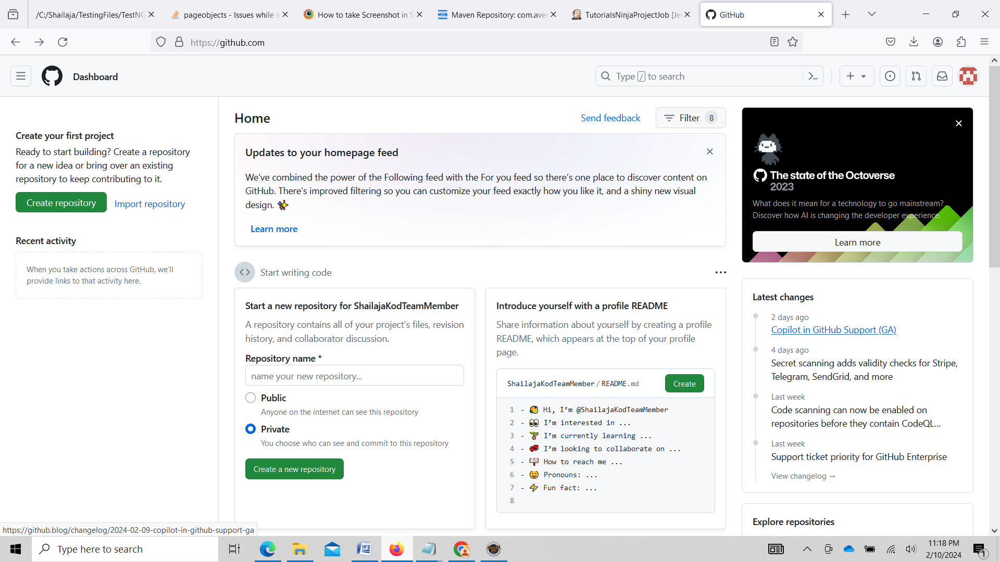 /C:/Shailaja/TestingFiles/TestNG
pageobjects - Issues while i
How to take Screenshot in S
Maven Repository: com.aven
TutorialsNinjaProjectJob [Je
GitHub
https://github.com
Dashboard
Type / to search
Create your first project
Ready to start building? Create a repository
for a new idea or bring over an existing
repository to keep contributing to it.
Create repository
Import repository
Recent activity
When you take actions across GitHub, we’ll
provide links to that activity here.
Home
Send feedback
Filter 8
Updates to your homepage feed
We've combined the power of the Following feed with the For you feed so there’s one place to discover content on
GitHub. There’s improved filtering so you can customize your feed exactly how you like it, and a shiny new visual
design. ✨
Learn more
Start writing code
Start a new repository for ShailajaKodTeamMember
A repository contains all of your project's files, revision
history, and collaborator discussion.
Repository name *
name your new repository...
Public
Anyone on the internet can see this repository
Private
You choose who can see and commit to this repository
Create a new repository
Introduce yourself with a profile README
Share information about yourself by creating a profile
README, which appears at the top of your profile
page.
ShailajaKodTeamMember / README.md
Create
1 - 👋 Hi, I’m @ShailajaKodTeamMember
2 - 👀 I’m interested in ...
3 - 🌱 I’m currently learning ...
4 - 💞️ I’m looking to collaborate on ...
5 - 📫 How to reach me ...
6 - 😄 Pronouns: ...
7 - ⚡ Fun fact: ...
8
The state of the Octoverse
2023
What does it mean for a technology to go mainstream?
Discover how AI is changing the developer experience.
Learn more
Latest changes
2 days ago
Copilot in GitHub Support (GA)
4 days ago
Secret scanning adds validity checks for Stripe,
Telegram, SendGrid, and more
Last week
Code scanning can now be enabled on
repositories before they contain CodeQL...
Last week
Support ticket priority for GitHub Enterprise
View changelog →
Explore repositories
https://github.blog/changelog/2024-02-09-copilot-in-github-support-ga
Type here to search
11:18 PM
2/10/2024
1